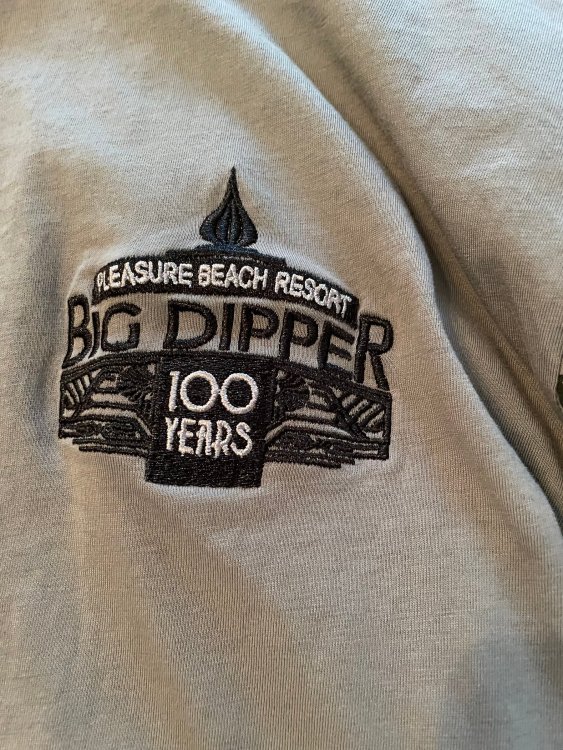 PLEASURE BEACH RESORT
BIG DIPPER
100
YEARS